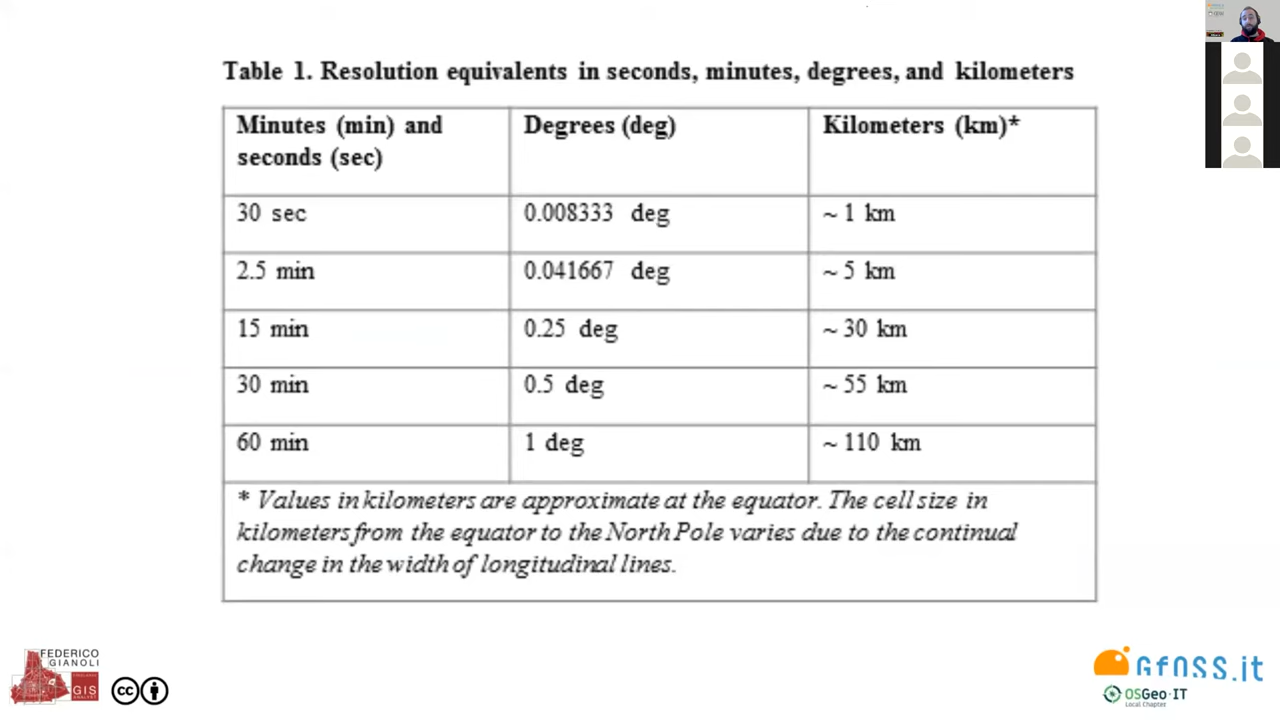 Table 1. Resolution equivalents in seconds, minutes, degrees, and kilometers
Minutes (min) and
seconds (sec)
Degrees (deg)
Kilometers (km)*
30 sec
0.008333 deg
~ 1 km
2.5 min
0.041667 deg
~ 5 km
15 min
0.25 deg
~ 30 km
30 min
0.5 deg
~ 55 km
60 min
1 deg
~ 110 km
* Values in kilometers are approximate at the equator. The cell size in
kilometers from the equator to the North Pole varies due to the continual
change in the width of longitudinal lines.
FEDERICO
GIANOLI
GIS
cc
GFOSS.it
OSGeo·IT
Local Chapter